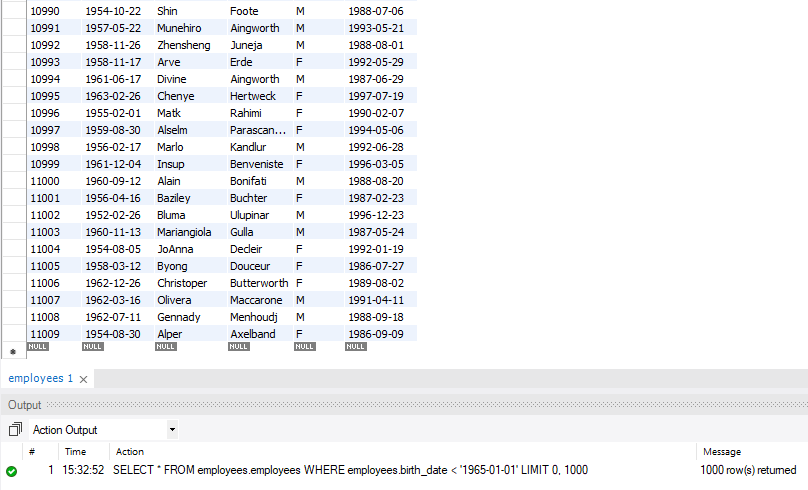 10990 1954-10-22 Shin Foote M 1988-07-06
10991 1957-05-22 Munehiro Aingworth M 1993-05-21
10992 1958-11-26 Zhensheng Juneja M 1988-08-01
10993 1958-11-17 Arve Erde F 1992-05-29
10994 1961-06-17 Divine Aingworth M 1987-06-29
10995 1963-02-26 Chenye Hertweck F 1997-07-19
10996 1955-02-01 Matk Rahimi F 1990-02-07
10997 1959-08-30 Alselm Parascan... F 1994-05-06
10998 1956-02-17 Marlo Kandlur M 1992-06-28
10999 1961-12-04 Insup Benveniste F 1996-03-05
11000 1960-09-12 Alain Bonifati M 1988-08-20
11001 1956-04-16 Baziley Buchter F 1987-02-23
11002 1952-02-26 Bluma Ulupinar M 1996-12-23
11003 1960-11-13 Mariangiola Gulla M 1987-05-24
11004 1954-08-05 JoAnna Decleir F 1992-01-19
11005 1958-03-12 Byong Douceur F 1986-07-27
11006 1962-12-26 Christoper Butterworth F 1989-08-02
11007 1962-03-16 Olivera Maccarone M 1991-04-11
11008 1962-07-11 Gennady Menhoudj M 1988-09-18
11009 1954-08-30 Alper Axelband F 1986-09-09
NULL NULL NULL NULL NULL NULL
employees 1
Output
Action Output
# Time Action Message
1 15:32:52 SELECT * FROM employees.employees WHERE employees.birth_date < '1965-01-01' LIMIT 0, 1000 1000 row(s) returned